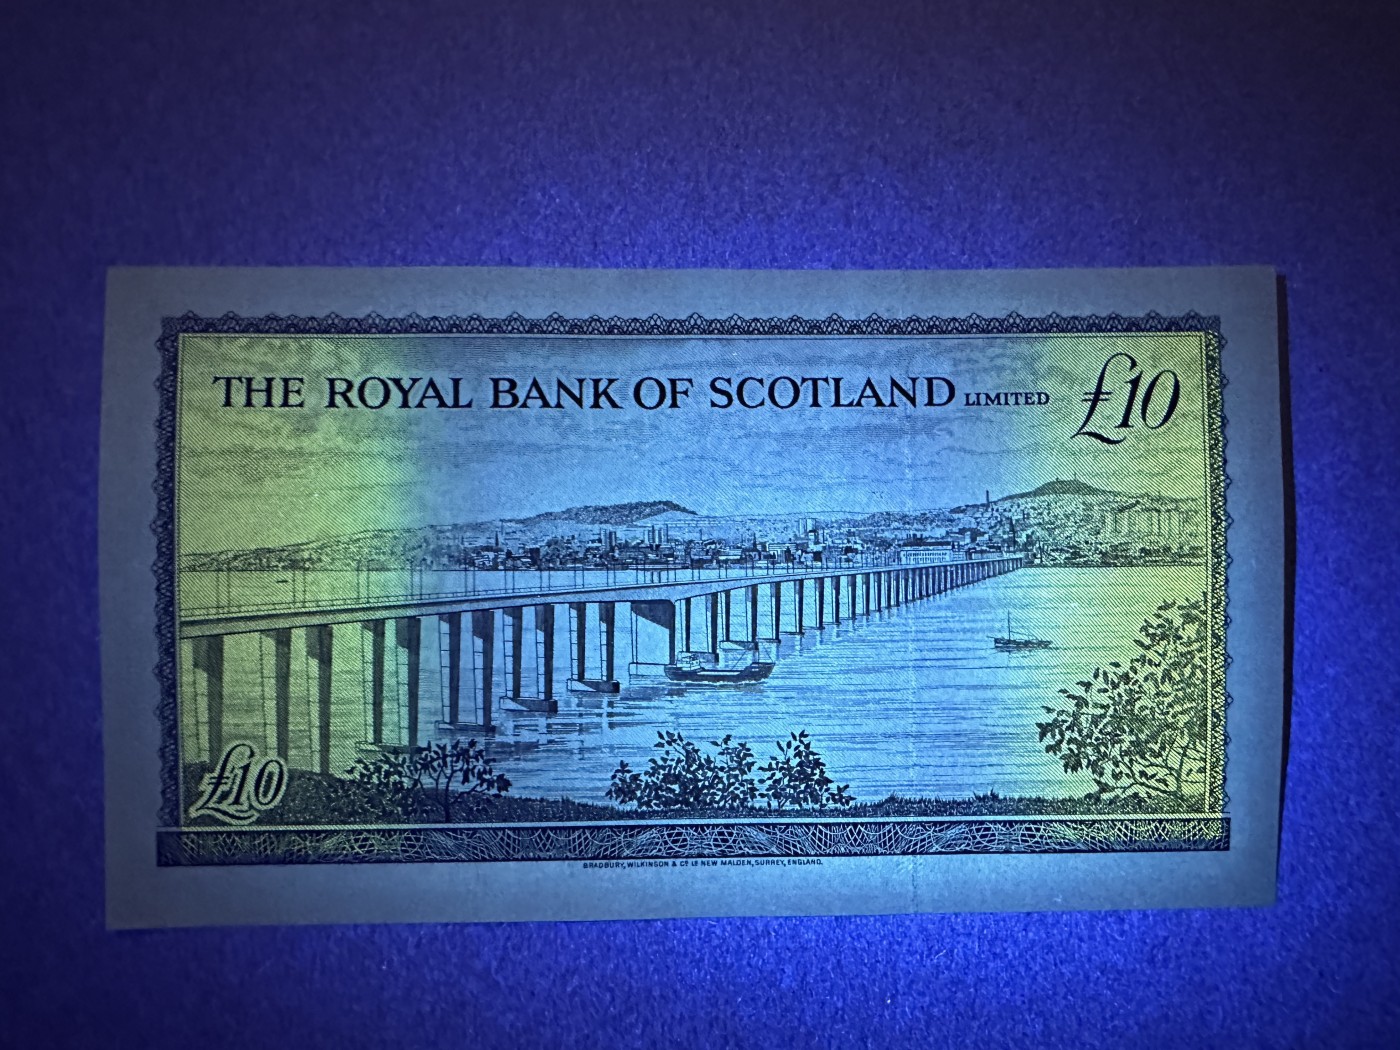 THE ROYAL BANK OF SCOTLAND LIMITED £10
£10
BRADBURY, WILKINSON & Cº. Lᴰ. NEW MALDEN, SURREY, ENGLAND.